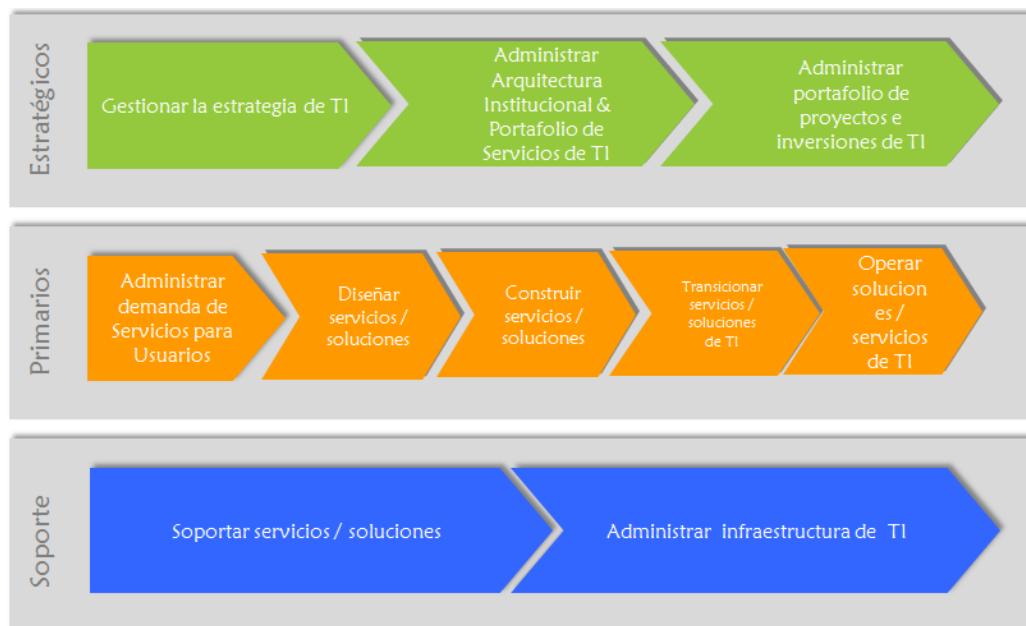 Estratégicos
Gestionar la estrategia de TI
Administrar
Arquitectura
Institucional &
Portafolio de
Servicios de TI
Administrar
portafolio de
proyectos e
inversiones de TI
Primarios
Administrar
demanda de
Servicios para
Usuarios
Diseñar
servicios /
soluciones
Construir
servicios /
soluciones
Transicionar
servicios /
soluciones
de TI
Operar
solucion
es /
servicios
de TI
Soporte
Soportar servicios / soluciones
Administrar infraestructura de TI